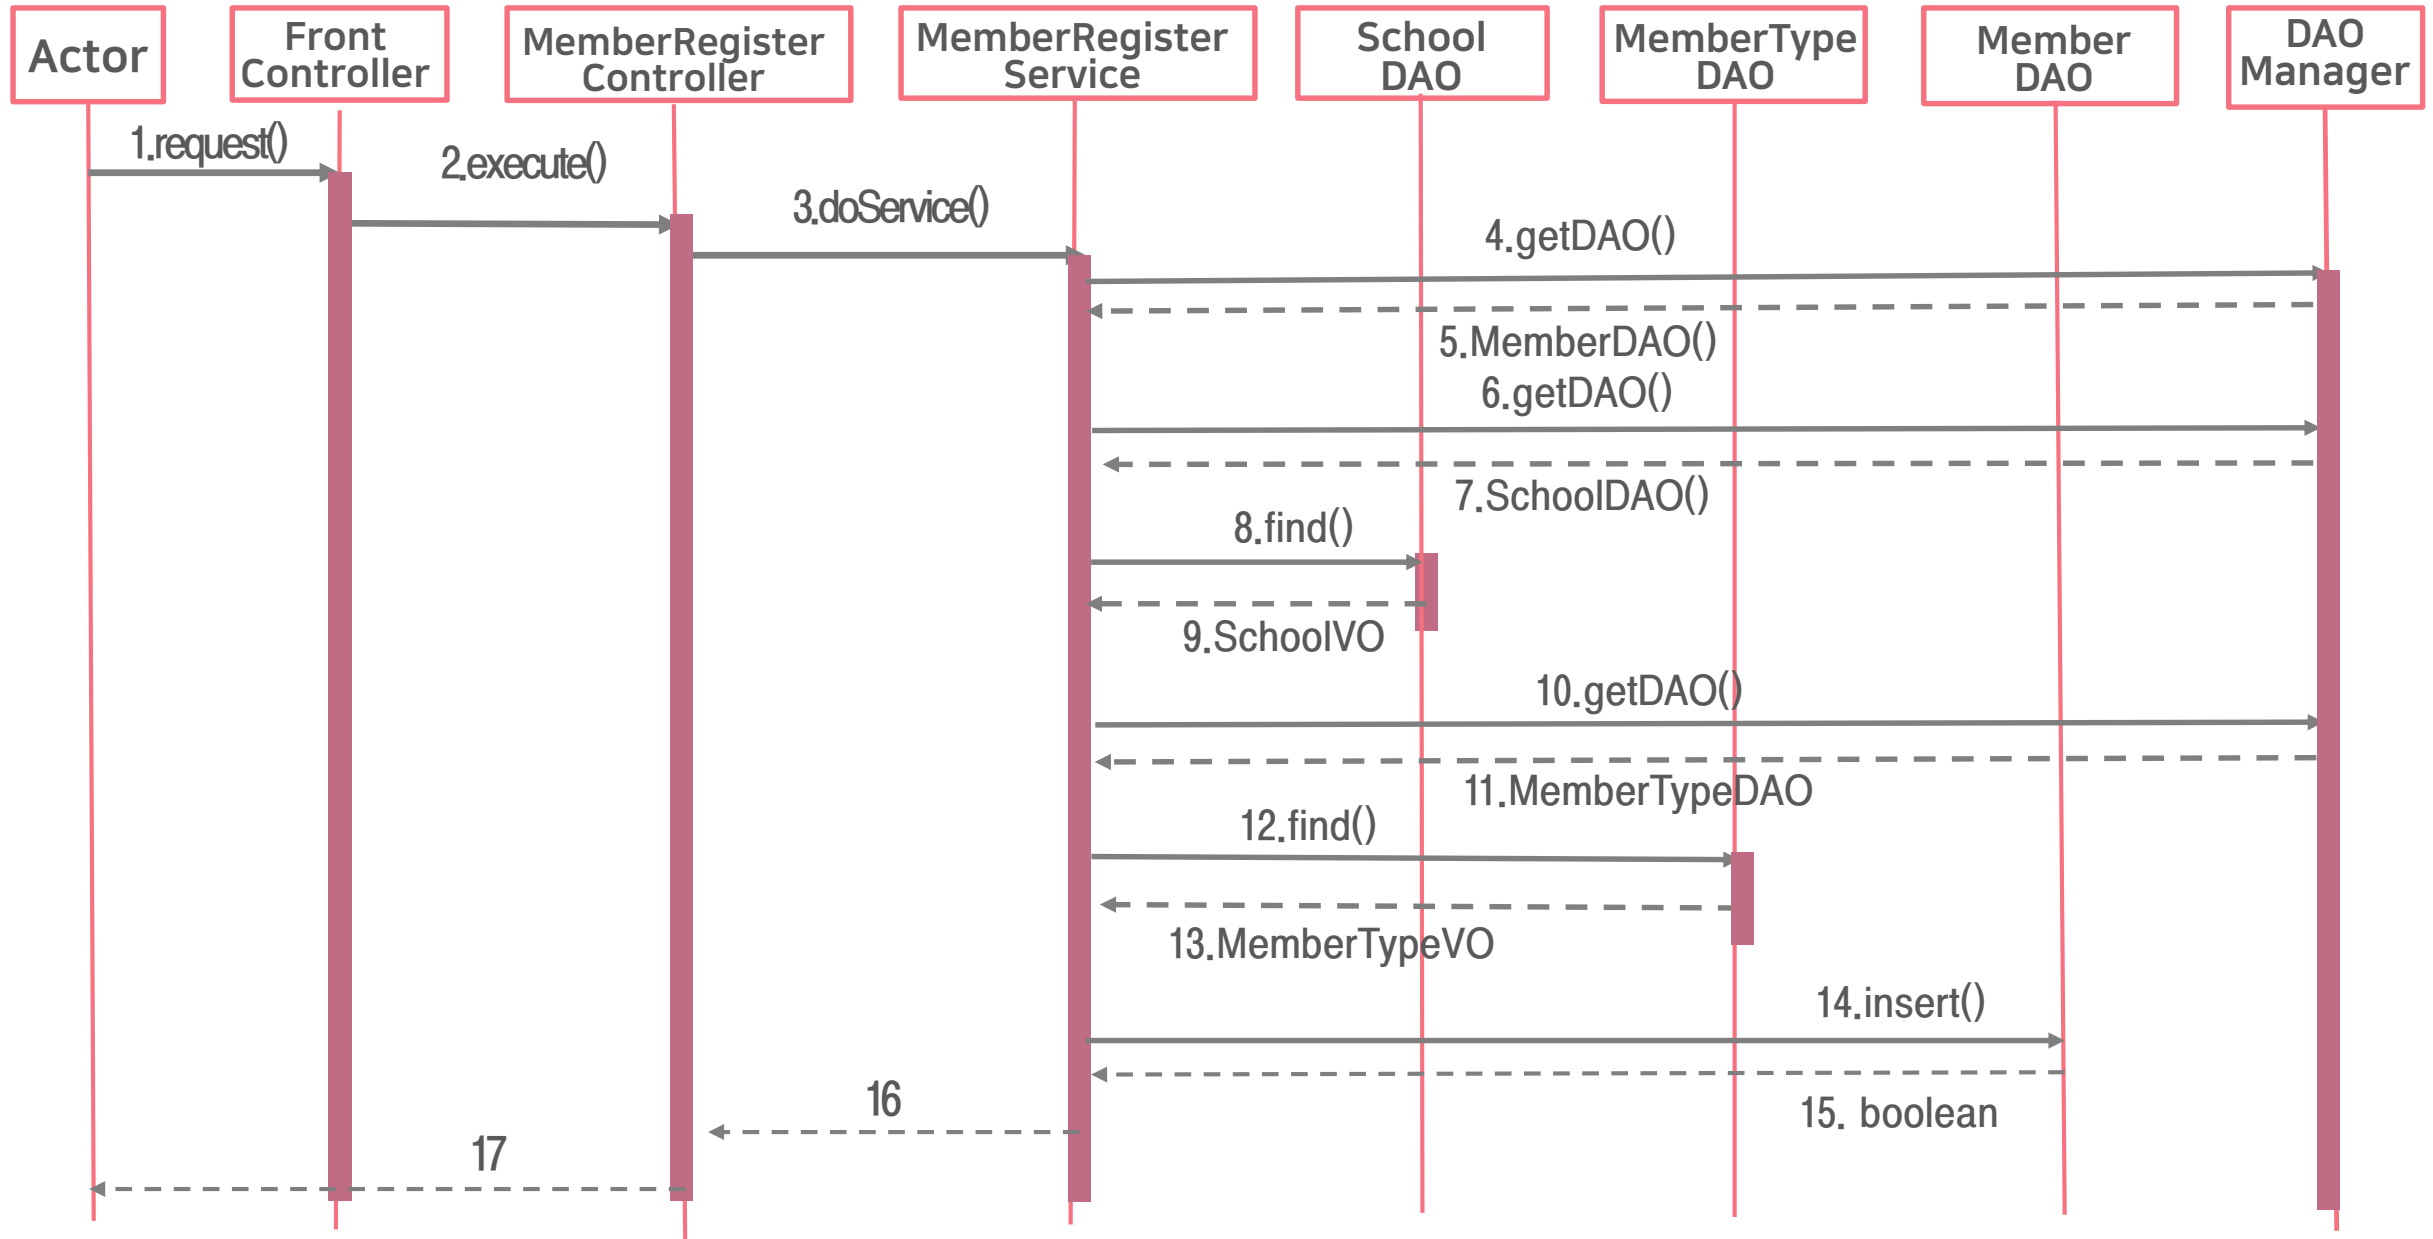 Actor
Front
Controller
MemberRegister
Controller
MemberRegister
Service
School
DAO
MemberType
DAO
Member
DAO
DAO
Manager
1.request()
2.execute()
3.doService()
4.getDAO()
5.MemberDAO()
6.getDAO()
7.SchoolDAO()
8.find()
9.SchoolVO
10.getDAO()
11.MemberTypeDAO
12.find()
13.MemberTypeVO
14.insert()
15. boolean
16
17